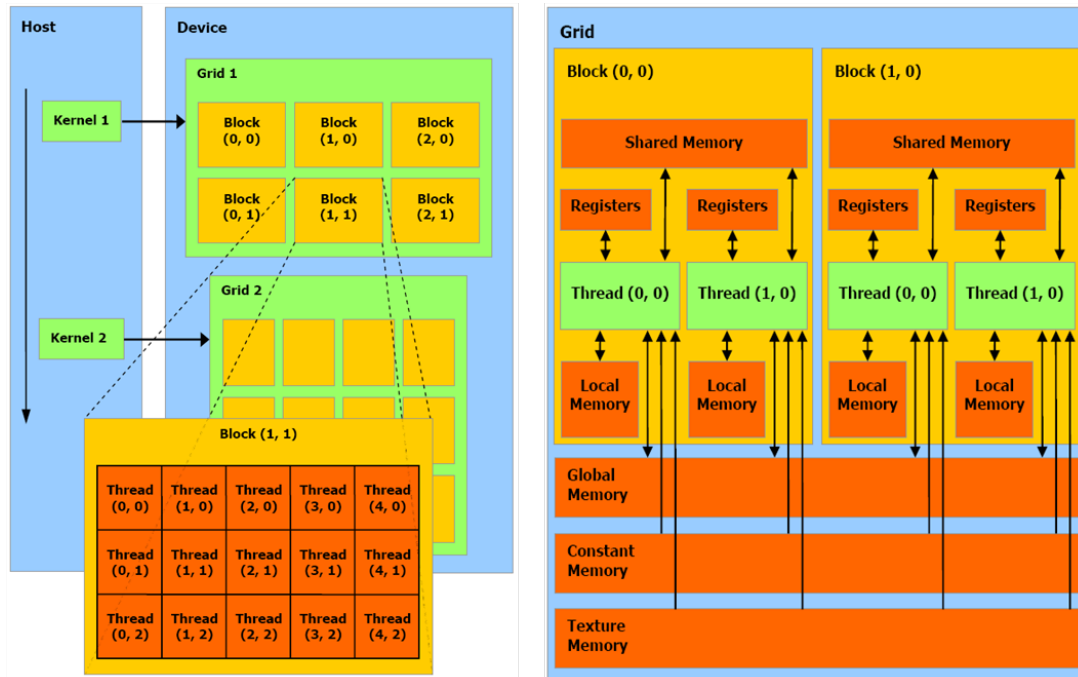 Host
Device
Grid 1
Kernel 1
Block
(0, 0)
Block
(1, 0)
Block
(2, 0)
Block
(0, 1)
Block
(1, 1)
Block
(2, 1)
Grid 2
Kernel 2
Block (1, 1)
Thread
(0, 0)
Thread
(1, 0)
Thread
(2, 0)
Thread
(3, 0)
Thread
(4, 0)
Thread
(0, 1)
Thread
(1, 1)
Thread
(2, 1)
Thread
(3, 1)
Thread
(4, 1)
Thread
(0, 2)
Thread
(1, 2)
Thread
(2, 2)
Thread
(3, 2)
Thread
(4, 2)
Grid
Block (0, 0)
Shared Memory
Registers
Registers
Thread (0, 0)
Thread (1, 0)
Local
Memory
Local
Memory
Block (1, 0)
Shared Memory
Registers
Registers
Thread (0, 0)
Thread (1, 0)
Local
Memory
Local
Memory
Global
Memory
Constant
Memory
Texture
Memory